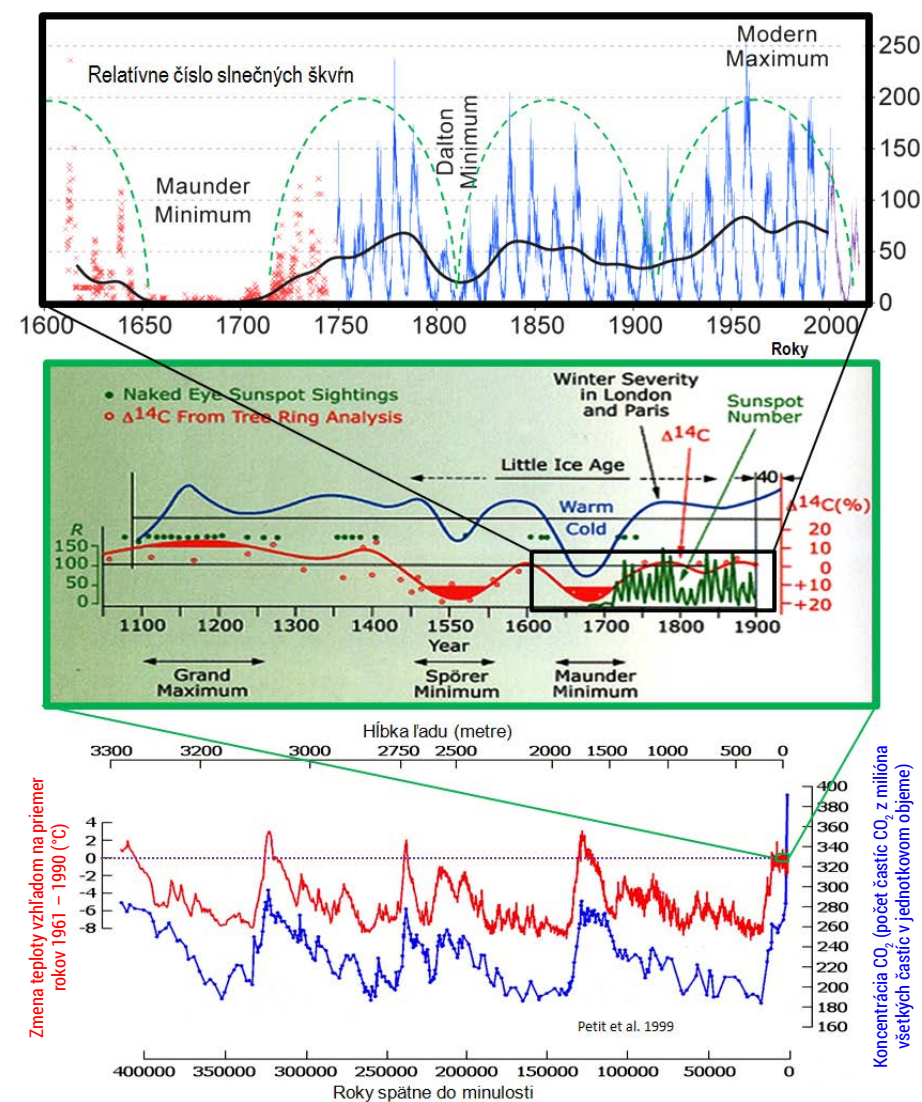 Relatívne číslo slnečných škvŕn
Modern
Maximum
Maunder
Minimum
Dalton
Minimum
250
200
150
100
50
0
1600 1650 1700 1750 1800 1850 1900 1950 2000
Roky
Naked Eye Sunspot Sightings
Δ14C From Tree Ring Analysis
Winter Severity
in London
and Paris
Sunspot
Number
Δ14C
Little Ice Age
40
Warm
Cold
Δ14C(%)
R
150
100
50
0
20
10
0
+10
+20
1100 1200 1300 1400 1550 1600 1700 1800 1900
Year
Grand
Maximum
Spörer
Minimum
Maunder
Minimum
Hĺbka ľadu (metre)
3300 3200 3000 2750 2500 2000 1500 1000 500 0
Zmena teploty vzhľadom na priemer
rokov 1961 – 1990 (°C)
4
2
0
-2
-4
-6
-8
400
380
360
340
320
300
280
260
240
220
200
180
160
Koncentrácia CO2 (počet častíc CO2 z milióna
všetkých častíc v jednotkovom objeme)
Petit et al. 1999
400000 350000 300000 250000 200000 150000 100000 50000 0
Roky spätne do minulosti